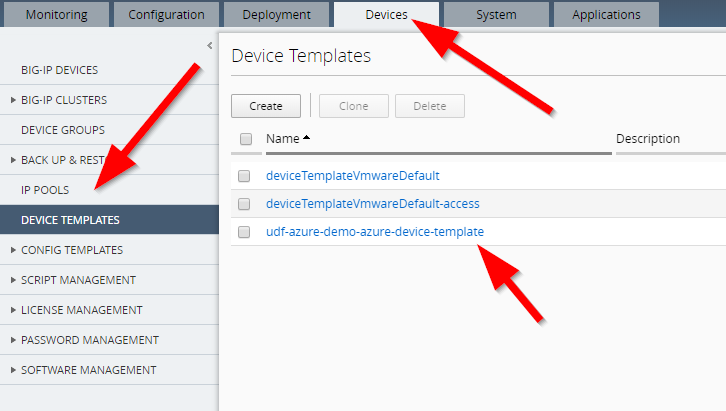 Monitoring Configuration Deployment Devices System Applications
BIG-IP DEVICES
BIG-IP CLUSTERS
DEVICE GROUPS
BACK UP & RESTO
IP POOLS
DEVICE TEMPLATES
CONFIG TEMPLATES
SCRIPT MANAGEMENT
LICENSE MANAGEMENT
PASSWORD MANAGEMENT
SOFTWARE MANAGEMENT
Device Templates
Create Clone Delete
Name Description
deviceTemplateVmwareDefault
deviceTemplateVmwareDefault-access
udf-azure-demo-azure-device-template